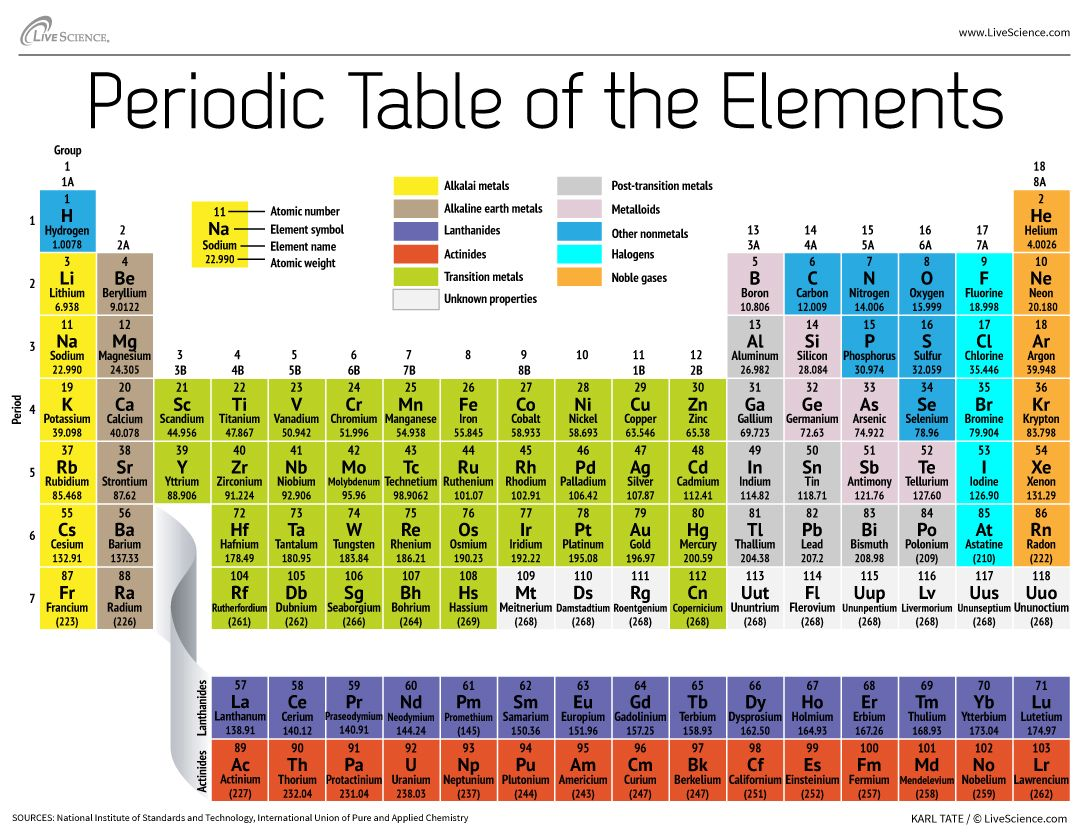 LIVESCIENCE.
www.LiveScience.com
Periodic Table of the Elements
Group
1
1A
2
2A
3
3B
4
4B
5
5B
6
6B
7
7B
8
9
8B
10
11
1B
12
2B
13
3A
14
4A
15
5A
16
6A
17
7A
18
8A
11 Atomic number
Na Element symbol
Sodium Element name
22.990 Atomic weight
Alkalai metals
Alkaline earth metals
Lanthanides
Actinides
Transition metals
Unknown properties
Post-transition metals
Metalloids
Other nonmetals
Halogens
Noble gases
Period
1
1 2
H He
Hydrogen Helium
1.0078 4.0026
2
3 4 5 6 7 8 9 10
Li Be B C N O F Ne
Lithium Beryllium Boron Carbon Nitrogen Oxygen Fluorine Neon
6.938 9.0122 10.806 12.009 14.006 15.999 18.998 20.180
3
11 12 13 14 15 16 17 18
Na Mg Al Si P S Cl Ar
Sodium Magnesium Aluminum Silicon Phosphorus Sulfur Chlorine Argon
22.990 24.305 26.982 28.084 30.974 32.059 35.446 39.948
4
19 20 21 22 23 24 25 26 27 28 29 30 31 32 33 34 35 36
K Ca Sc Ti V Cr Mn Fe Co Ni Cu Zn Ga Ge As Se Br Kr
Potassium Calcium Scandium Titanium Vanadium Chromium Manganese Iron Cobalt Nickel Copper Zinc Gallium Germanium Arsenic Selenium Bromine Krypton
39.098 40.078 44.956 47.867 50.942 51.996 54.938 55.845 58.933 58.693 63.546 65.38 69.723 72.63 74.922 78.96 79.904 83.798
5
37 38 39 40 41 42 43 44 45 46 47 48 49 50 51 52 53 54
Rb Sr Y Zr Nb Mo Tc Ru Rh Pd Ag Cd In Sn Sb Te I Xe
Rubidium Strontium Yttrium Zirconium Niobium Molybdenum Technetium Ruthenium Rhodium Palladium Silver Cadmium Indium Tin Antimony Tellurium Iodine Xenon
85.468 87.62 88.906 91.224 92.906 95.96 98.9062 101.07 102.91 106.42 107.87 112.41 114.82 118.71 121.76 127.60 126.90 131.29
6
55 56 72 73 74 75 76 77 78 79 80 81 82 83 84 85 86
Cs Ba Hf Ta W Re Os Ir Pt Au Hg Tl Pb Bi Po At Rn
Cesium Barium Hafnium Tantalum Tungsten Rhenium Osmium Iridium Platinum Gold Mercury Thallium Lead Bismuth Polonium Astatine Radon
132.91 137.33 178.49 180.95 183.84 186.21 190.23 192.22 195.08 196.97 200.59 204.38 207.2 208.98 (209) (210) (222)
7
87 88 104 105 106 107 108 109 110 111 112 113 114 115 116 117 118
Fr Ra Rf Db Sg Bh Hs Mt Ds Rg Cn Uut Fl Uup Lv Uus Uuo
Francium Radium Rutherfordium Dubnium Seaborgium Bohrium Hassium Meitnerium Damstadtium Roentgenium Copernicium Ununtrium Flerovium Ununpentium Livermorium Ununseptium Ununoctium
(223) (226) (261) (262) (266) (264) (269) (268) (268) (268) (268) (268) (268) (268) (268) (268) (268)
Lanthanides
57 58 59 60 61 62 63 64 65 66 67 68 69 70 71
La Ce Pr Nd Pm Sm Eu Gd Tb Dy Ho Er Tm Yb Lu
Lanthanum Cerium Praseodymium Neodymium Promethium Samarium Europium Gadolinium Terbium Dysprosium Holmium Erbium Thulium Ytterbium Lutetium
138.91 140.12 140.91 144.24 (145) 150.36 151.96 157.25 158.93 162.50 164.93 167.26 168.93 173.04 174.97
Actinides
89 90 91 92 93 94 95 96 97 98 99 100 101 102 103
Ac Th Pa U Np Pu Am Cm Bk Cf Es Fm Md No Lr
Actinium Thorium Protactinium Uranium Neptunium Plutonium Americium Curium Berkelium Californium Einsteinium Fermium Mendelevium Nobelium Lawrencium
(227) 232.04 231.04 238.03 (237) (244) (243) (247) (247) (251) (252) (257) (258) (259) (262)
SOURCES: National Institute of Standards and Technology, International Union of Pure and Applied Chemistry
KARL TATE / © LiveScience.com